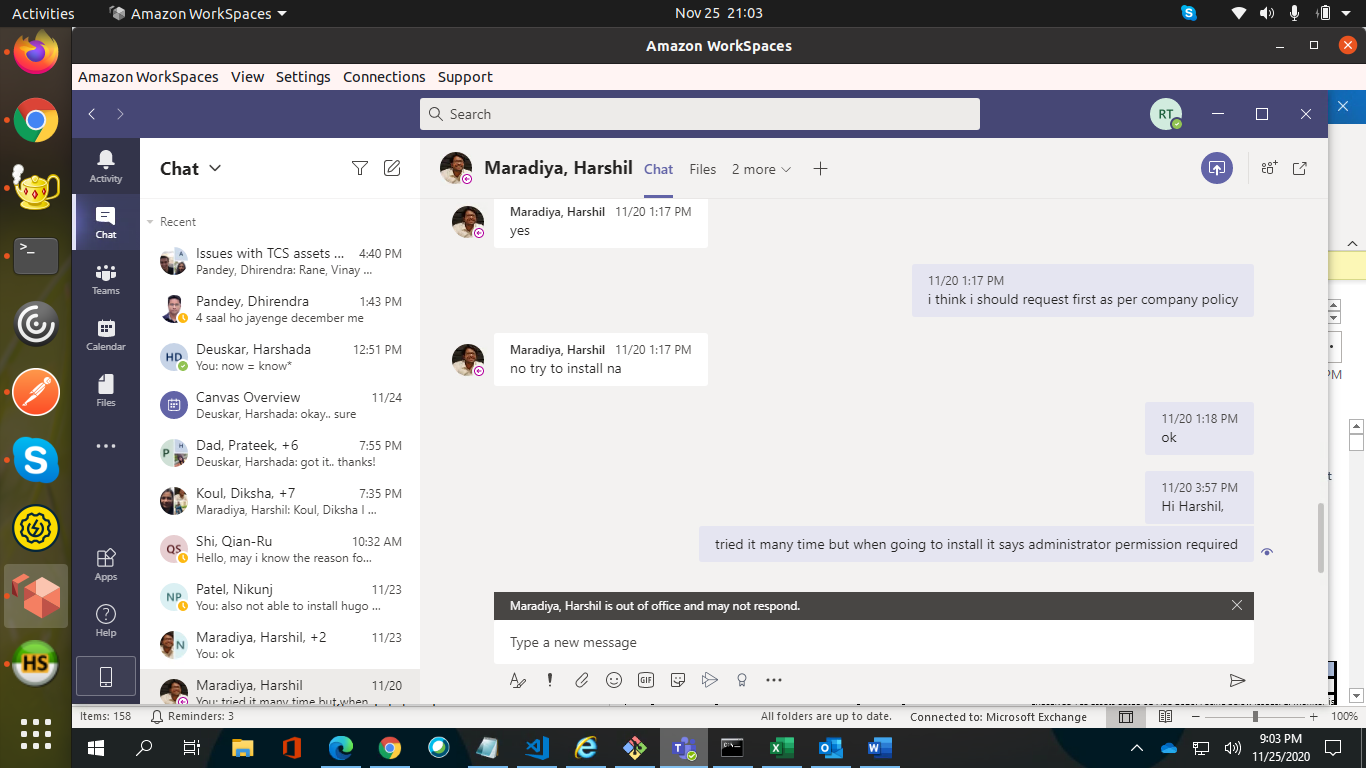 Activities
Amazon WorkSpaces
Nov 25 21:03
Amazon WorkSpaces
Amazon WorkSpaces View Settings Connections Support
Search
RT
Activity
Chat
Teams
Calendar
Files
Apps
Help
Chat
Recent
Issues with TCS assets ... 4:40 PM
Pandey, Dhirendra: Rane, Vinay ...
Pandey, Dhirendra 1:43 PM
4 saal ho jayenge december me
HD
Deuskar, Harshada 12:51 PM
You: now = know*
Canvas Overview 11/24
Deuskar, Harshada: okay.. sure
P H
Dad, Prateek, +6 7:55 PM
Deuskar, Harshada: got it.. thanks!
Koul, Diksha, +7 7:35 PM
Maradiya, Harshil: Koul, Diksha I ...
QS
Shi, Qian-Ru 10:32 AM
Hello, may i know the reason fo...
NP
Patel, Nikunj 11/23
You: also not able to install hugo ...
N
Maradiya, Harshil, +2 11/23
You: ok
Maradiya, Harshil 11/20
You: tried it many time but when
Maradiya, Harshil Chat Files 2 more
Maradiya, Harshil 11/20 1:17 PM
yes
11/20 1:17 PM
i think i should request first as per company policy
Maradiya, Harshil 11/20 1:17 PM
no try to install na
11/20 1:18 PM
ok
11/20 3:57 PM
Hi Harshil,
tried it many time but when going to install it says administrator permission required
Maradiya, Harshil is out of office and may not respond.
Type a new message
GIF
PM
HS
Items: 158 Reminders: 3 All folders are up to date. Connected to: Microsoft Exchange 100%
9:03 PM
11/25/2020